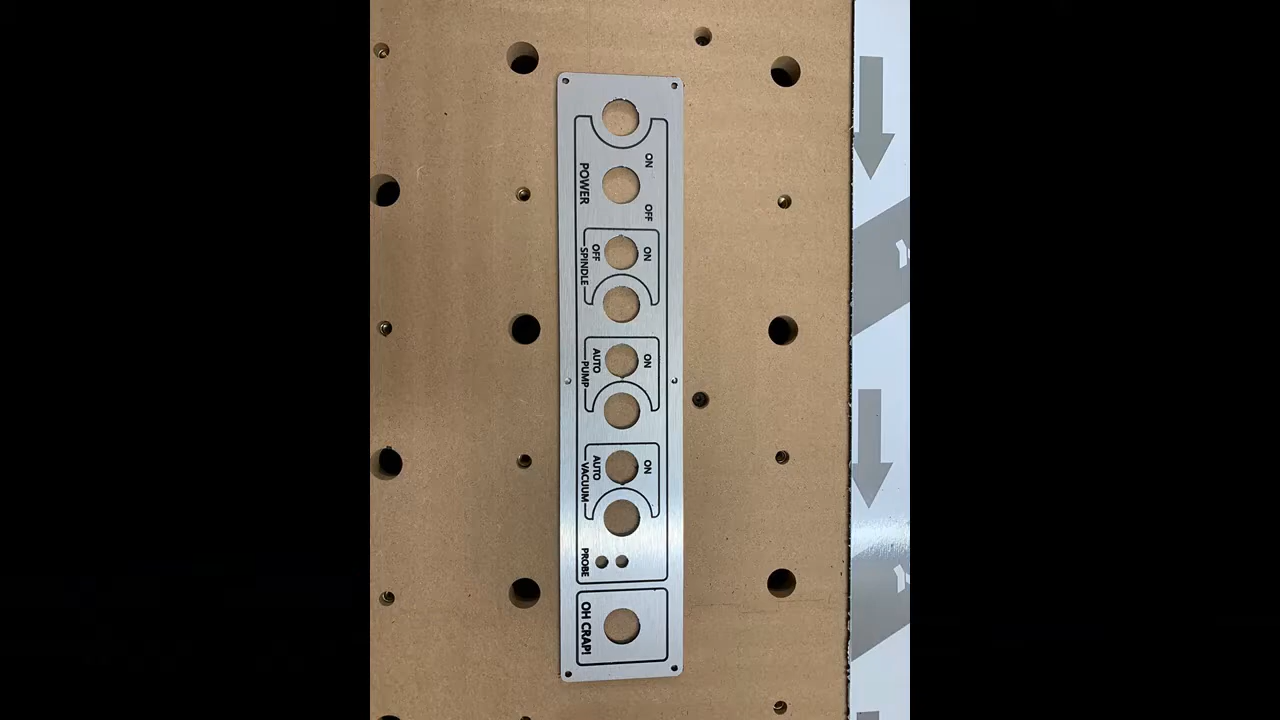 ON
OFF
POWER
ON
OFF
SPINDLE
ON
AUTO
PUMP
ON
AUTO
VACUUM
PROBE
OH CRAP!